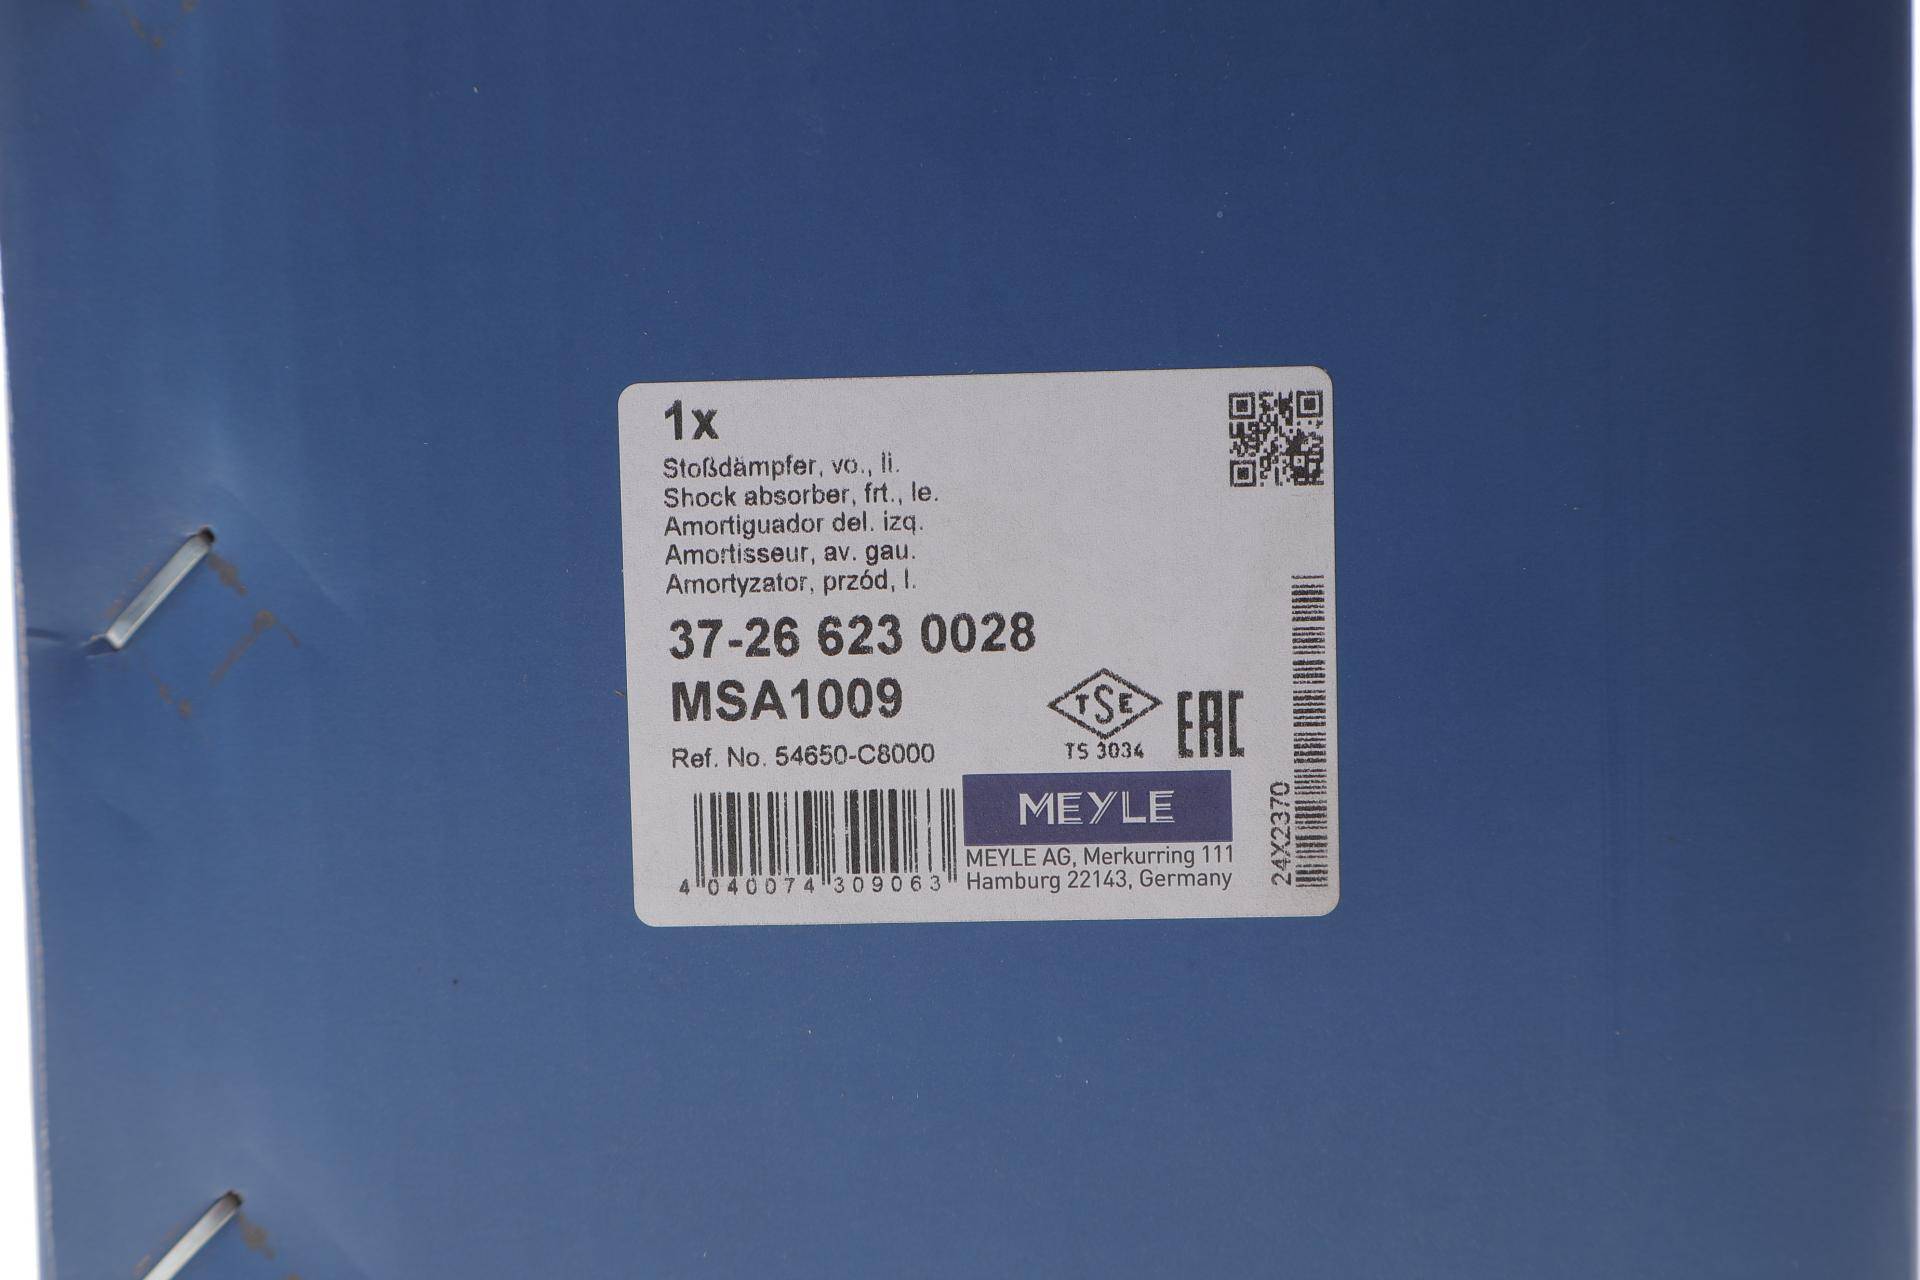 1x
Stoßdämpfer, vo., li.
Shock absorber, frt., le.
Amortiguador del. izq.
Amortisseur, av. gau.
Amortyzator, przód, l.
37-26 623 0028
MSA1009
TSE
EAC
TS 3034
Ref. No. 54650-C8000
MEYLE
MEYLE AG, Merkurring 111
Hamburg 22143, Germany
4 040074 309063
24X2370